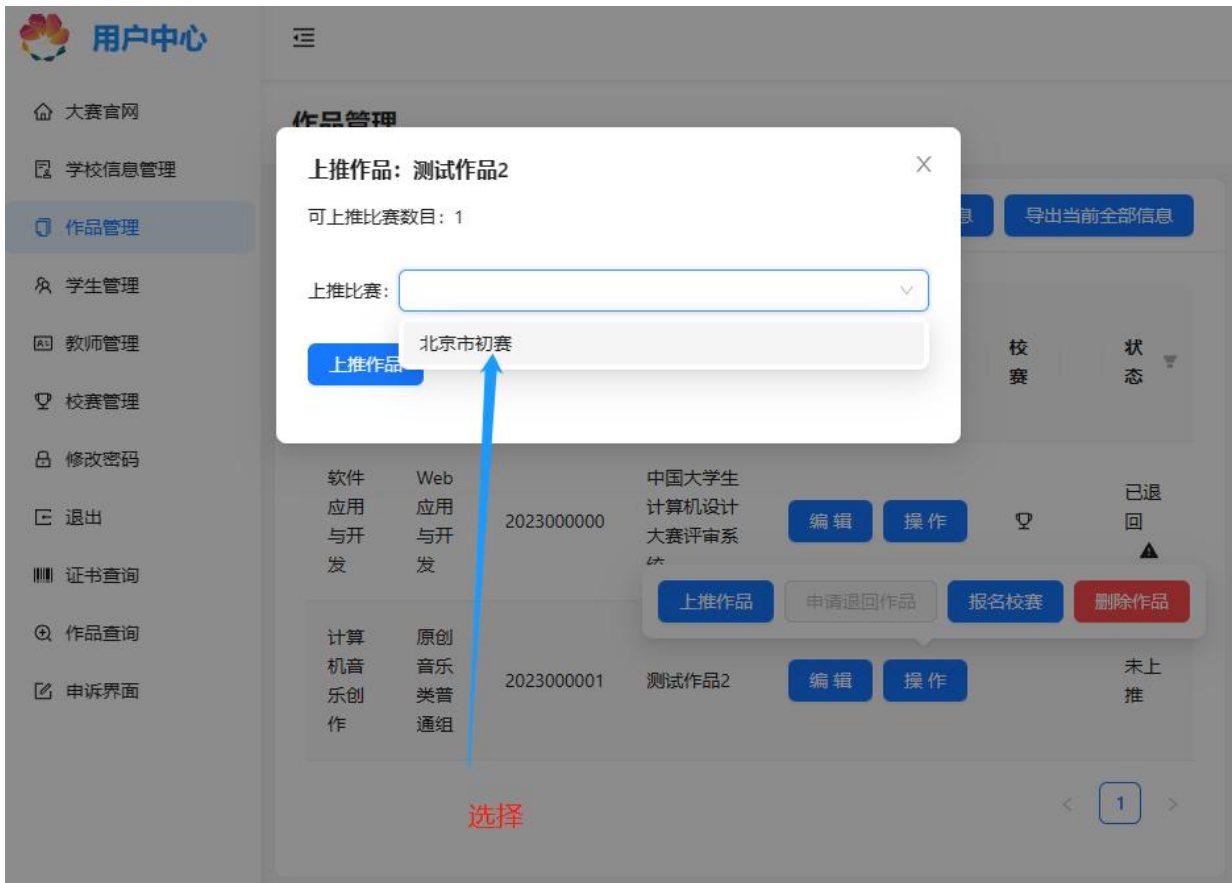 用户中心
大赛官网
学校信息管理
作品管理
学生管理
教师管理
校赛管理
修改密码
退出
证书查询
作品查询
申诉界面
作品管理
上推作品：测试作品2
可上推比赛数目：1
上推比赛：
北京市初赛
上推作品
息
导出当前全部信息
校
赛
状
态
软件
应用
与开
发
Web
应用
与开
发
2023000000
中国大学生
计算机设计
大赛评审系
统
编 辑
操 作
已退
回
上推作品
申请退回作品
报名校赛
删除作品
计算
机音
乐创
作
原创
音乐
类普
通组
2023000001
测试作品2
编 辑
操 作
未上
推
选择
< 1 >